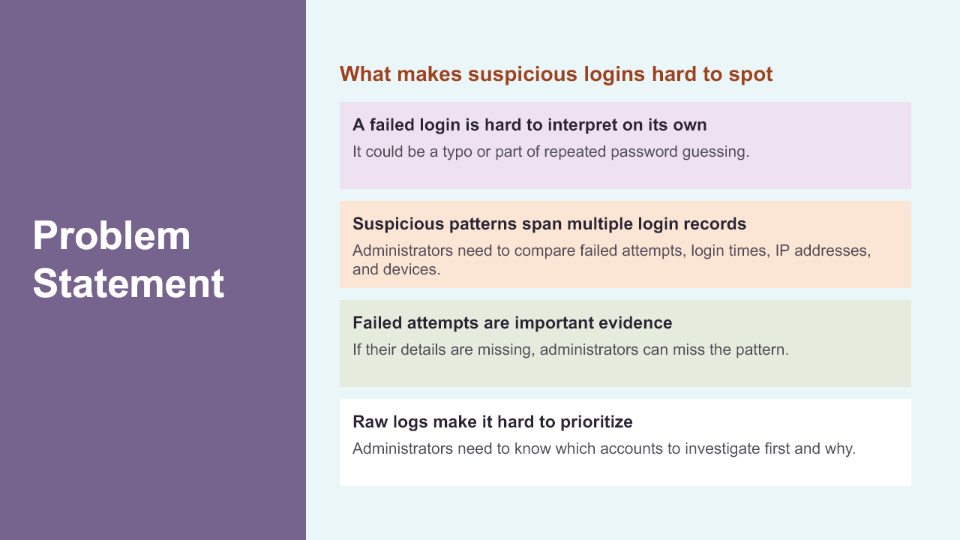 Problem
Statement
What makes suspicious logins hard to spot
A failed login is hard to interpret on its own
It could be a typo or part of repeated password guessing.
Suspicious patterns span multiple login records
Administrators need to compare failed attempts, login times, IP addresses,
and devices.
Failed attempts are important evidence
If their details are missing, administrators can miss the pattern.
Raw logs make it hard to prioritize
Administrators need to know which accounts to investigate first and why.